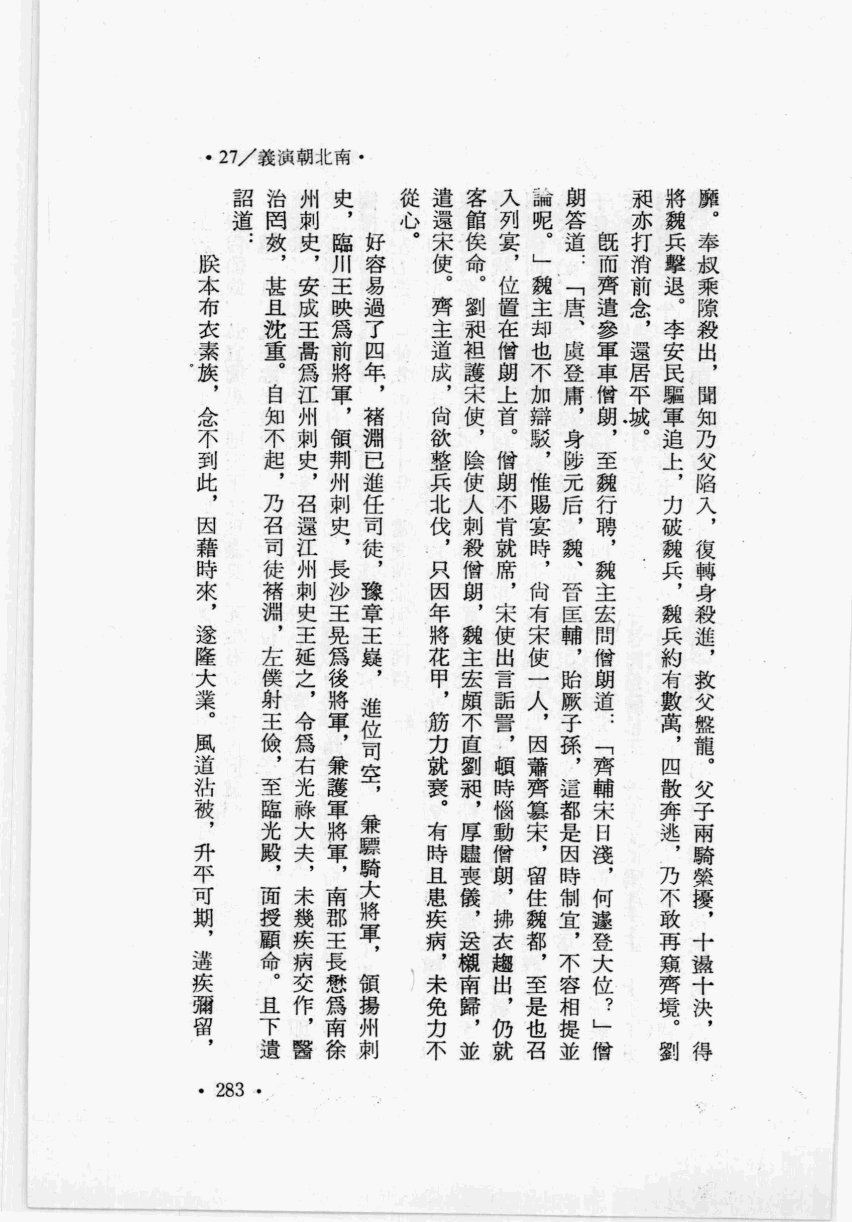 •27／義演朝北南•
靡。奉叔乘隙殺出，聞知乃父陷入，復轉身殺進，救父盤龍。父子兩騎縈擾，十盪十決，得
將魏兵擊退。李安民驅軍追上，力破魏兵，魏兵約有數萬，四散奔逃，乃不敢再窺齊境。劉
昶亦打消前念，還居平城。
既而齊遣參軍車僧朗，至魏行聘，魏主宏問僧朗道：「齊輔宋日淺，何遽登大位？」僧
朗答道：「唐、虞登庸，身陟元后，魏、晉匡輔，貽厥子孫，這都是因時制宜，不容相提並
論呢。」魏主却也不加辯駁，惟賜宴時，尙有宋使一人，因蕭齊篡宋，留住魏都，至是也召
入列宴，位置在僧朗上首。僧朗不肯就席，宋使出言詬詈，頓時惱動僧朗，拂衣趨出，仍就
客館俟命。劉昶袒護宋使，陰使人刺殺僧朗，魏主宏頗不直劉昶，厚贐喪儀，送櫬南歸，並
遣還宋使。齊主道成，尙欲整兵北伐，只因年將花甲，筋力就衰。有時且患疾病，未免力不
從心。
好容易過了四年，褚淵已進任司徒，豫章王嶷，進位司空，兼驃騎大將軍，領揚州刺
史，臨川王映爲前將軍，領荆州刺史，長沙王晃爲後將軍，兼護軍將軍，南郡王長懋爲南徐
州刺史，安成王暠爲江州刺史，召還江州刺史王延之，令爲右光祿大夫，未幾疾病交作，醫
治罔效，甚且沈重。自知不起，乃召司徒褚淵，左僕射王儉，至臨光殿，面授顧命。且下遺
詔道：
朕本布衣素族，念不到此，因藉時來，遂隆大業。風道沾被，升平可期，遘疾彌留，
•283•